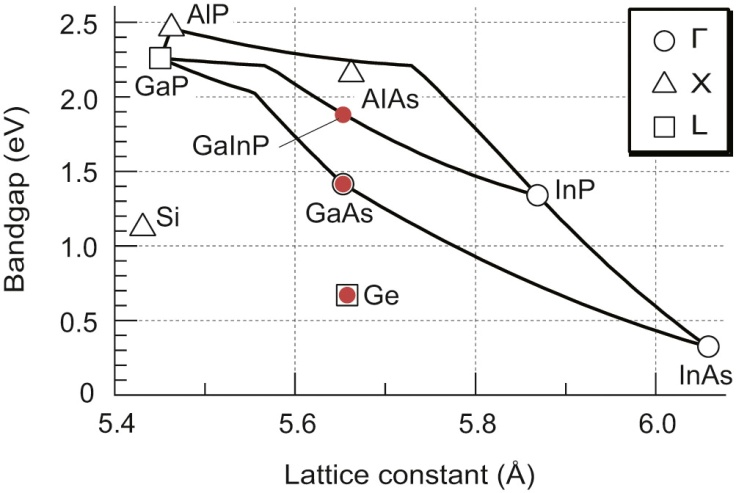 Bandgap (eV)
2.5
2.0
1.5
1.0
0.5
0
5.4
5.6
5.8
6.0
Lattice constant (Å)
AlP
GaP
AlAs
GaInP
InP
GaAs
Si
Ge
InAs
Γ
X
L